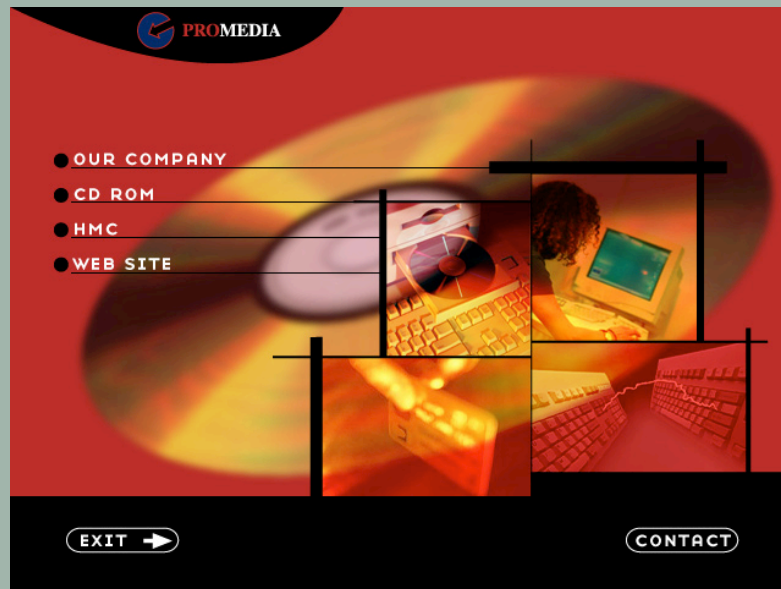 PROMEDIA
OUR COMPANY
CD ROM
HMC
WEB SITE
EXIT
CONTACT